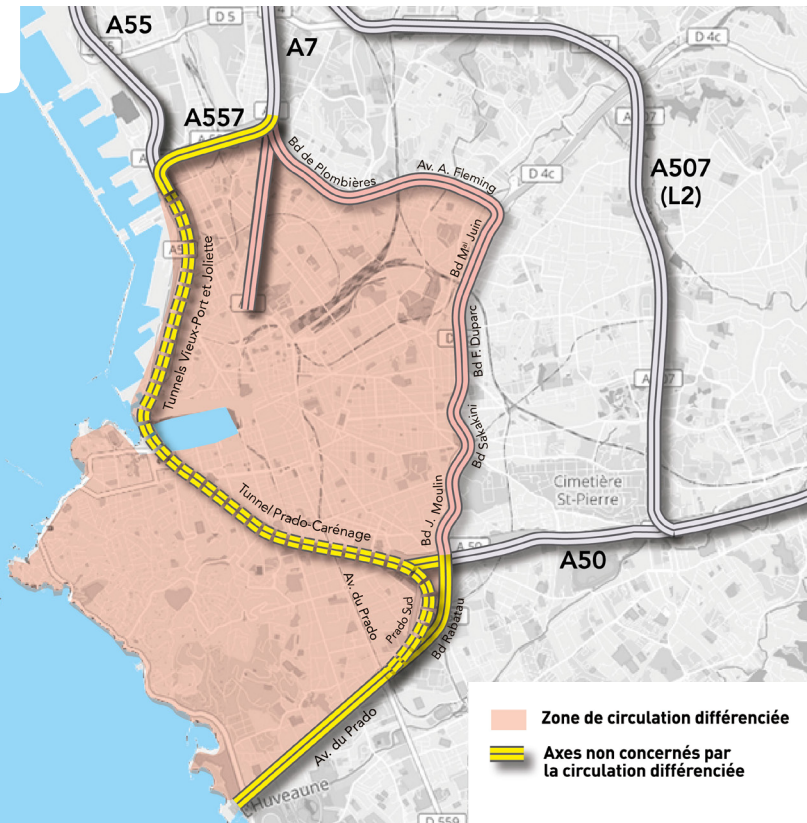 A55
D 5
A7
D 4c
A557
Bd de Plombières
Av. A. Fleming
D 4c
A507
(L2)
Bd Mal Juin
Tunnels Vieux-Port et Joliette
Bd F. Duparc
Bd Sakakini
Cimetière
St-Pierre
Bd J. Moulin
Tunnel Prado-Carénage
A 50
A50
Av. du Prado
Prado Sud
Bd Rabatau
Av. du Prado
Huveaune
D 559
Zone de circulation différenciée
Axes non concernés par
la circulation différenciée